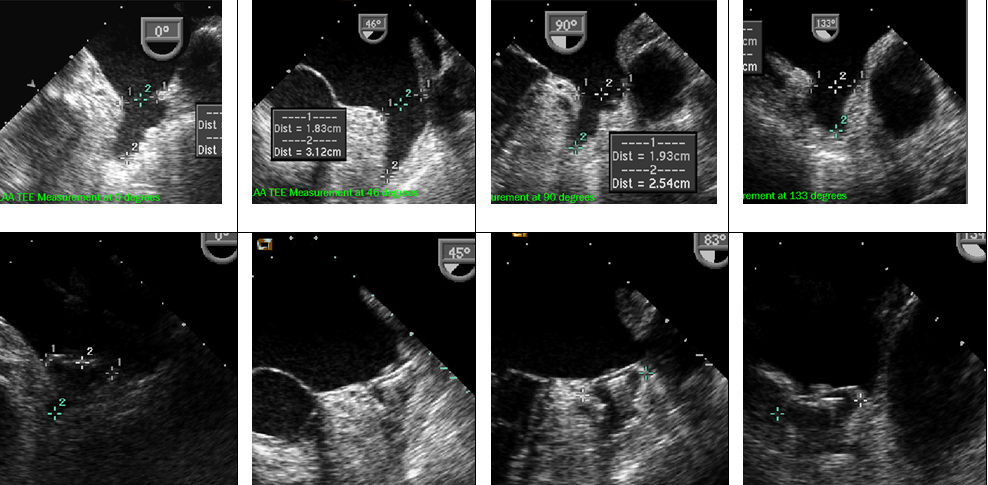 0°
1
2
1
2
Dist =
Dist =
AA TEE Measurement at 0 degrees
46°
1
2
1
2
----1----
Dist = 1.83cm
----2----
Dist = 3.12cm
AA TEE Measurement at 46 degrees
90°
1
2
1
2
----1----
Dist = 1.93cm
----2----
Dist = 2.54cm
urement at 90 degrees
133°
cm
cm
1
2
1
2
urement at 133 degrees
0°
1
2
1
2
45°
83°